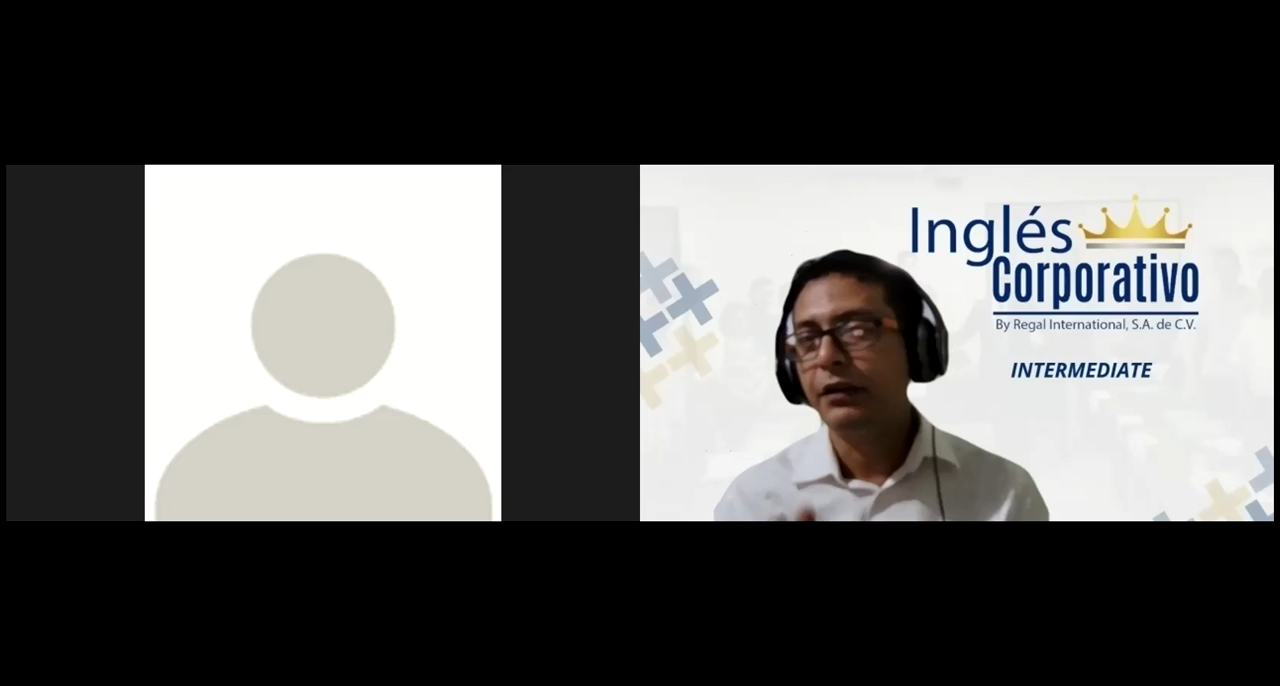 Inglés
Corporativo
By Regal International, S.A. de C.V.
INTERMEDIATE